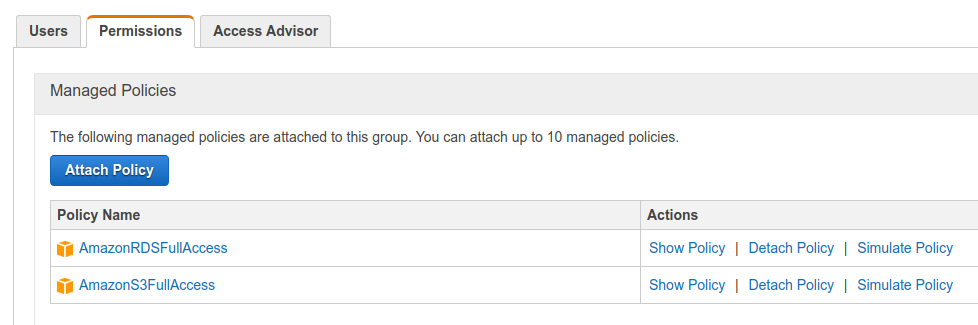 Users Permissions Access Advisor
Managed Policies
The following managed policies are attached to this group. You can attach up to 10 managed policies.
Attach Policy
Policy Name Actions
AmazonRDSFullAccess Show Policy | Detach Policy | Simulate Policy
AmazonS3FullAccess Show Policy | Detach Policy | Simulate Policy